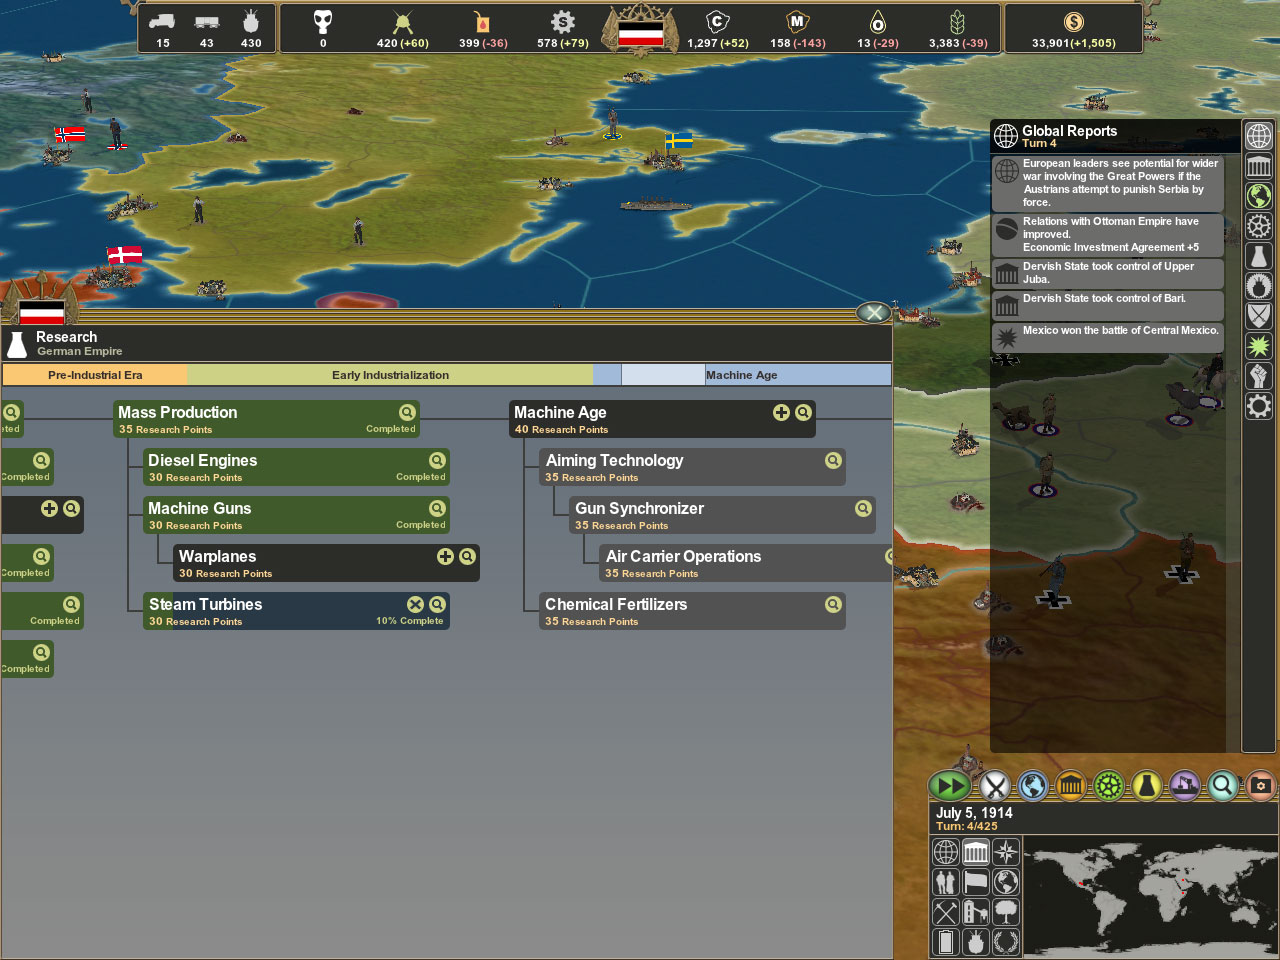 15 43 430
0 420 (+60) 399 (-36) 578 (+79) 1,297 (+52) 158 (-143) 13 (-29) 3,383 (-39)
33,901(+1,505)
Global Reports
Turn 4
European leaders see potential for wider
war involving the Great Powers if the
Austrians attempt to punish Serbia by
force.
Relations with Ottoman Empire have
improved.
Economic Investment Agreement +5
Dervish State took control of Upper
Juba.
Dervish State took control of Bari.
Mexico won the battle of Central Mexico.
Research
German Empire
Pre-Industrial Era Early Industrialization Machine Age
Mass Production
35 Research Points Completed
Diesel Engines
30 Research Points Completed
Machine Guns
30 Research Points Completed
Warplanes
30 Research Points
Steam Turbines
30 Research Points 10% Complete
Completed
Completed
Completed
Completed
Machine Age
40 Research Points
Aiming Technology
35 Research Points
Gun Synchronizer
35 Research Points
Air Carrier Operations
35 Research Points
Chemical Fertilizers
35 Research Points
July 5, 1914
Turn: 4/425